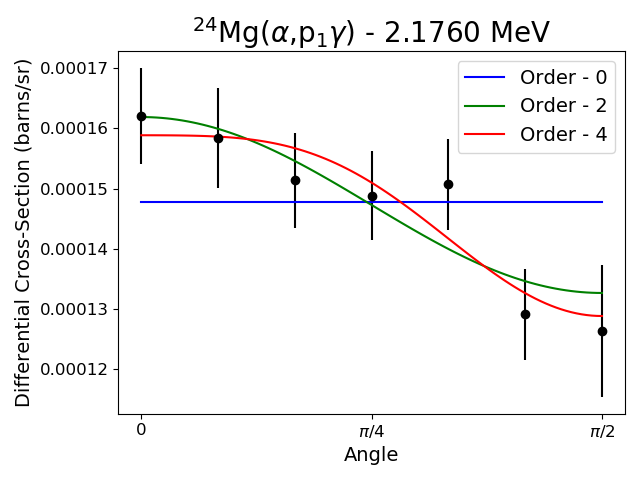 ²⁴Mg(α,p₁γ) - 2.1760 MeV
Differential Cross-Section (barns/sr)
0.00017
0.00016
0.00015
0.00014
0.00013
0.00012
Order - 0
Order - 2
Order - 4
0
π/4
π/2
Angle